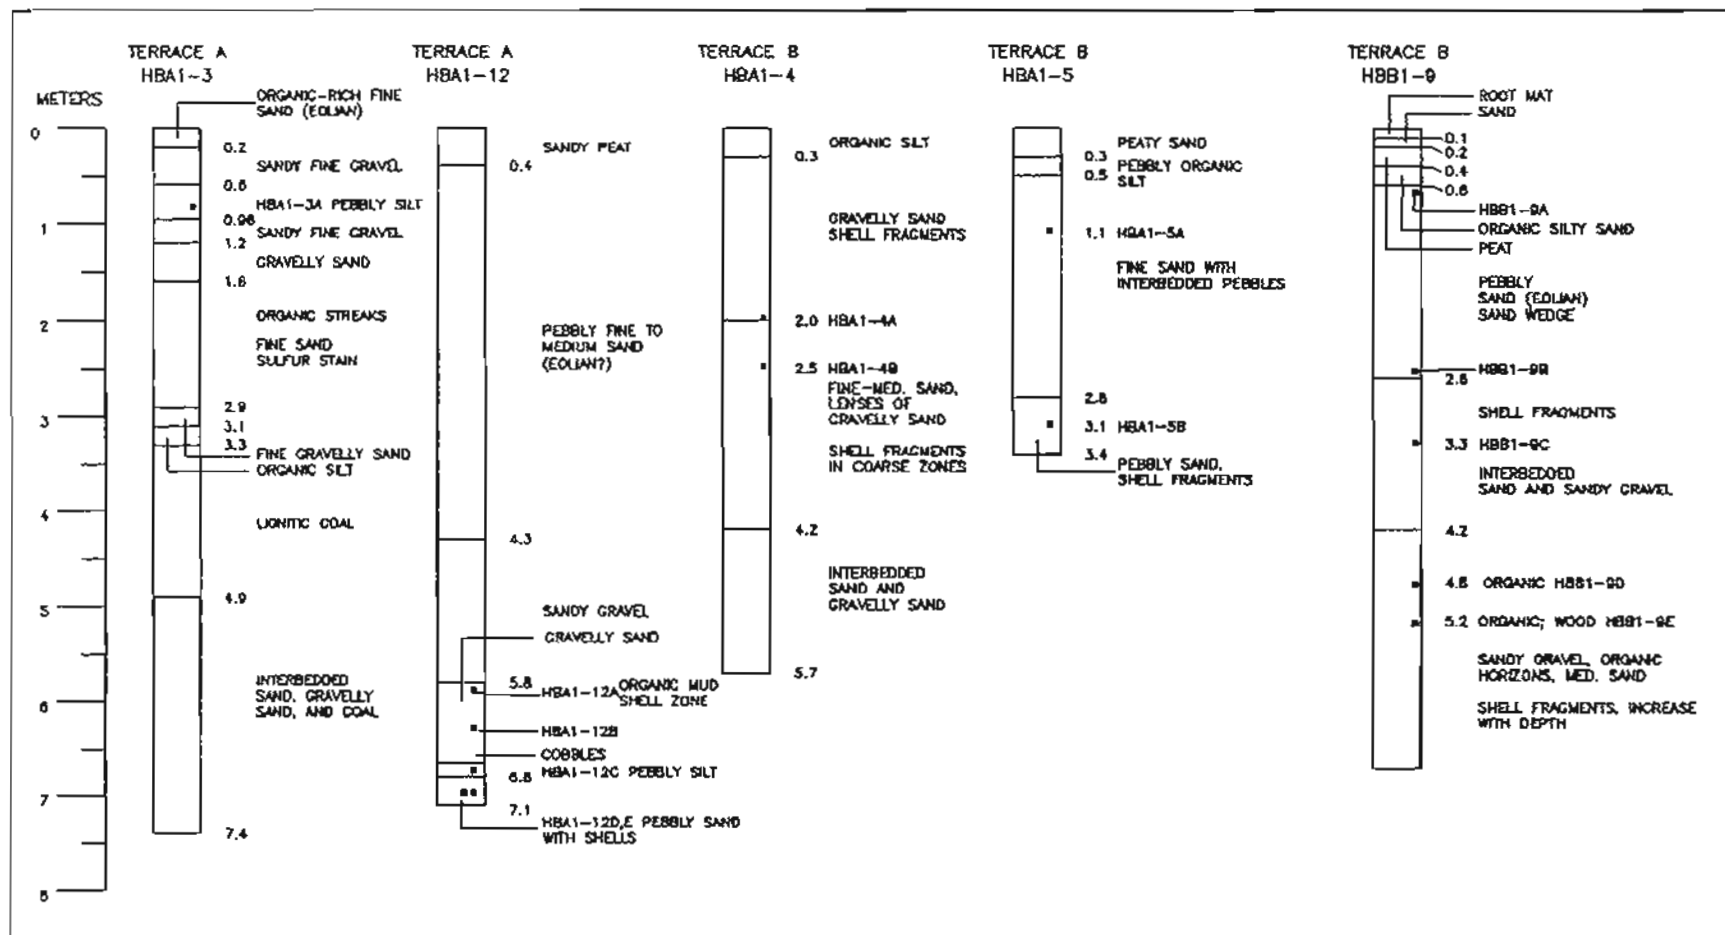 METERS
0
1
2
3
4
5
6
7
8
TERRACE A
HBA1-3
ORGANIC-RICH FINE
SAND (EOLIAN)
0.2
SANDY FINE GRAVEL
0.6
HBA1-3A PEBBLY SILT
0.96
SANDY FINE GRAVEL
1.2
GRAVELLY SAND
1.6
ORGANIC STREAKS
FINE SAND
SULFUR STAIN
2.9
3.1
3.3
FINE GRAVELLY SAND
ORGANIC SILT
LIGNITIC COAL
4.9
INTERBEDDED
SAND, GRAVELLY
SAND, AND COAL
7.4
TERRACE A
HBA1-12
SANDY PEAT
0.4
PEBBLY FINE TO
MEDIUM SAND
(EOLIAN?)
4.3
SANDY GRAVEL
GRAVELLY SAND
5.8
HBA1-12A ORGANIC MUD
SHELL ZONE
HBA1-12B
COBBLES
6.8 HBA1-12C PEBBLY SILT
7.1
HBA1-12D,E PEBBLY SAND
WITH SHELLS
TERRACE B
HBA1-4
ORGANIC SILT
0.3
GRAVELLY SAND
SHELL FRAGMENTS
2.0 HBA1-4A
2.5 HBA1-4B
FINE-MED. SAND,
LENSES OF
GRAVELLY SAND
SHELL FRAGMENTS
IN COARSE ZONES
4.2
INTERBEDDED
SAND AND
GRAVELLY SAND
5.7
TERRACE B
HBA1-5
PEATY SAND
0.3
PEBBLY ORGANIC
0.5
SILT
1.1 HBA1-5A
FINE SAND WITH
INTERBEDDED PEBBLES
2.8
3.1 HBA1-5B
3.4
PEBBLY SAND,
SHELL FRAGMENTS
TERRACE B
HBB1-9
ROOT MAT
SAND
0.1
0.2
0.4
0.6
HBB1-9A
ORGANIC SILTY SAND
PEAT
PEBBLY
SAND (EOLIAN)
SAND WEDGE
HBB1-9B
2.6
SHELL FRAGMENTS
3.3 HBB1-9C
INTERBEDDED
SAND AND SANDY GRAVEL
4.2
4.8 ORGANIC HBB1-9D
5.2 ORGANIC; WOOD HBB1-9E
SANDY GRAVEL, ORGANIC
HORIZONS, MED. SAND
SHELL FRAGMENTS, INCREASE
WITH DEPTH